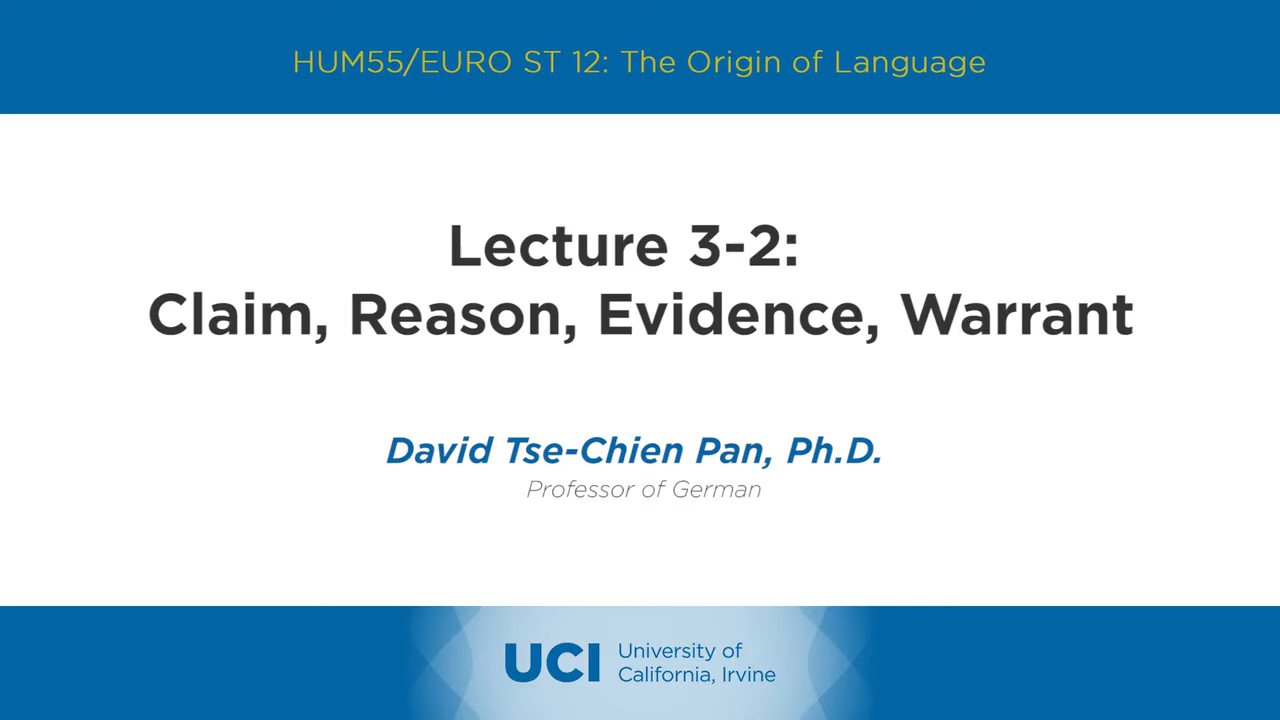 HUM55/EURO ST 12: The Origin of Language
Lecture 3-2:
Claim, Reason, Evidence, Warrant
David Tse-Chien Pan, Ph.D.
Professor of German
UCI
University of
California, Irvine